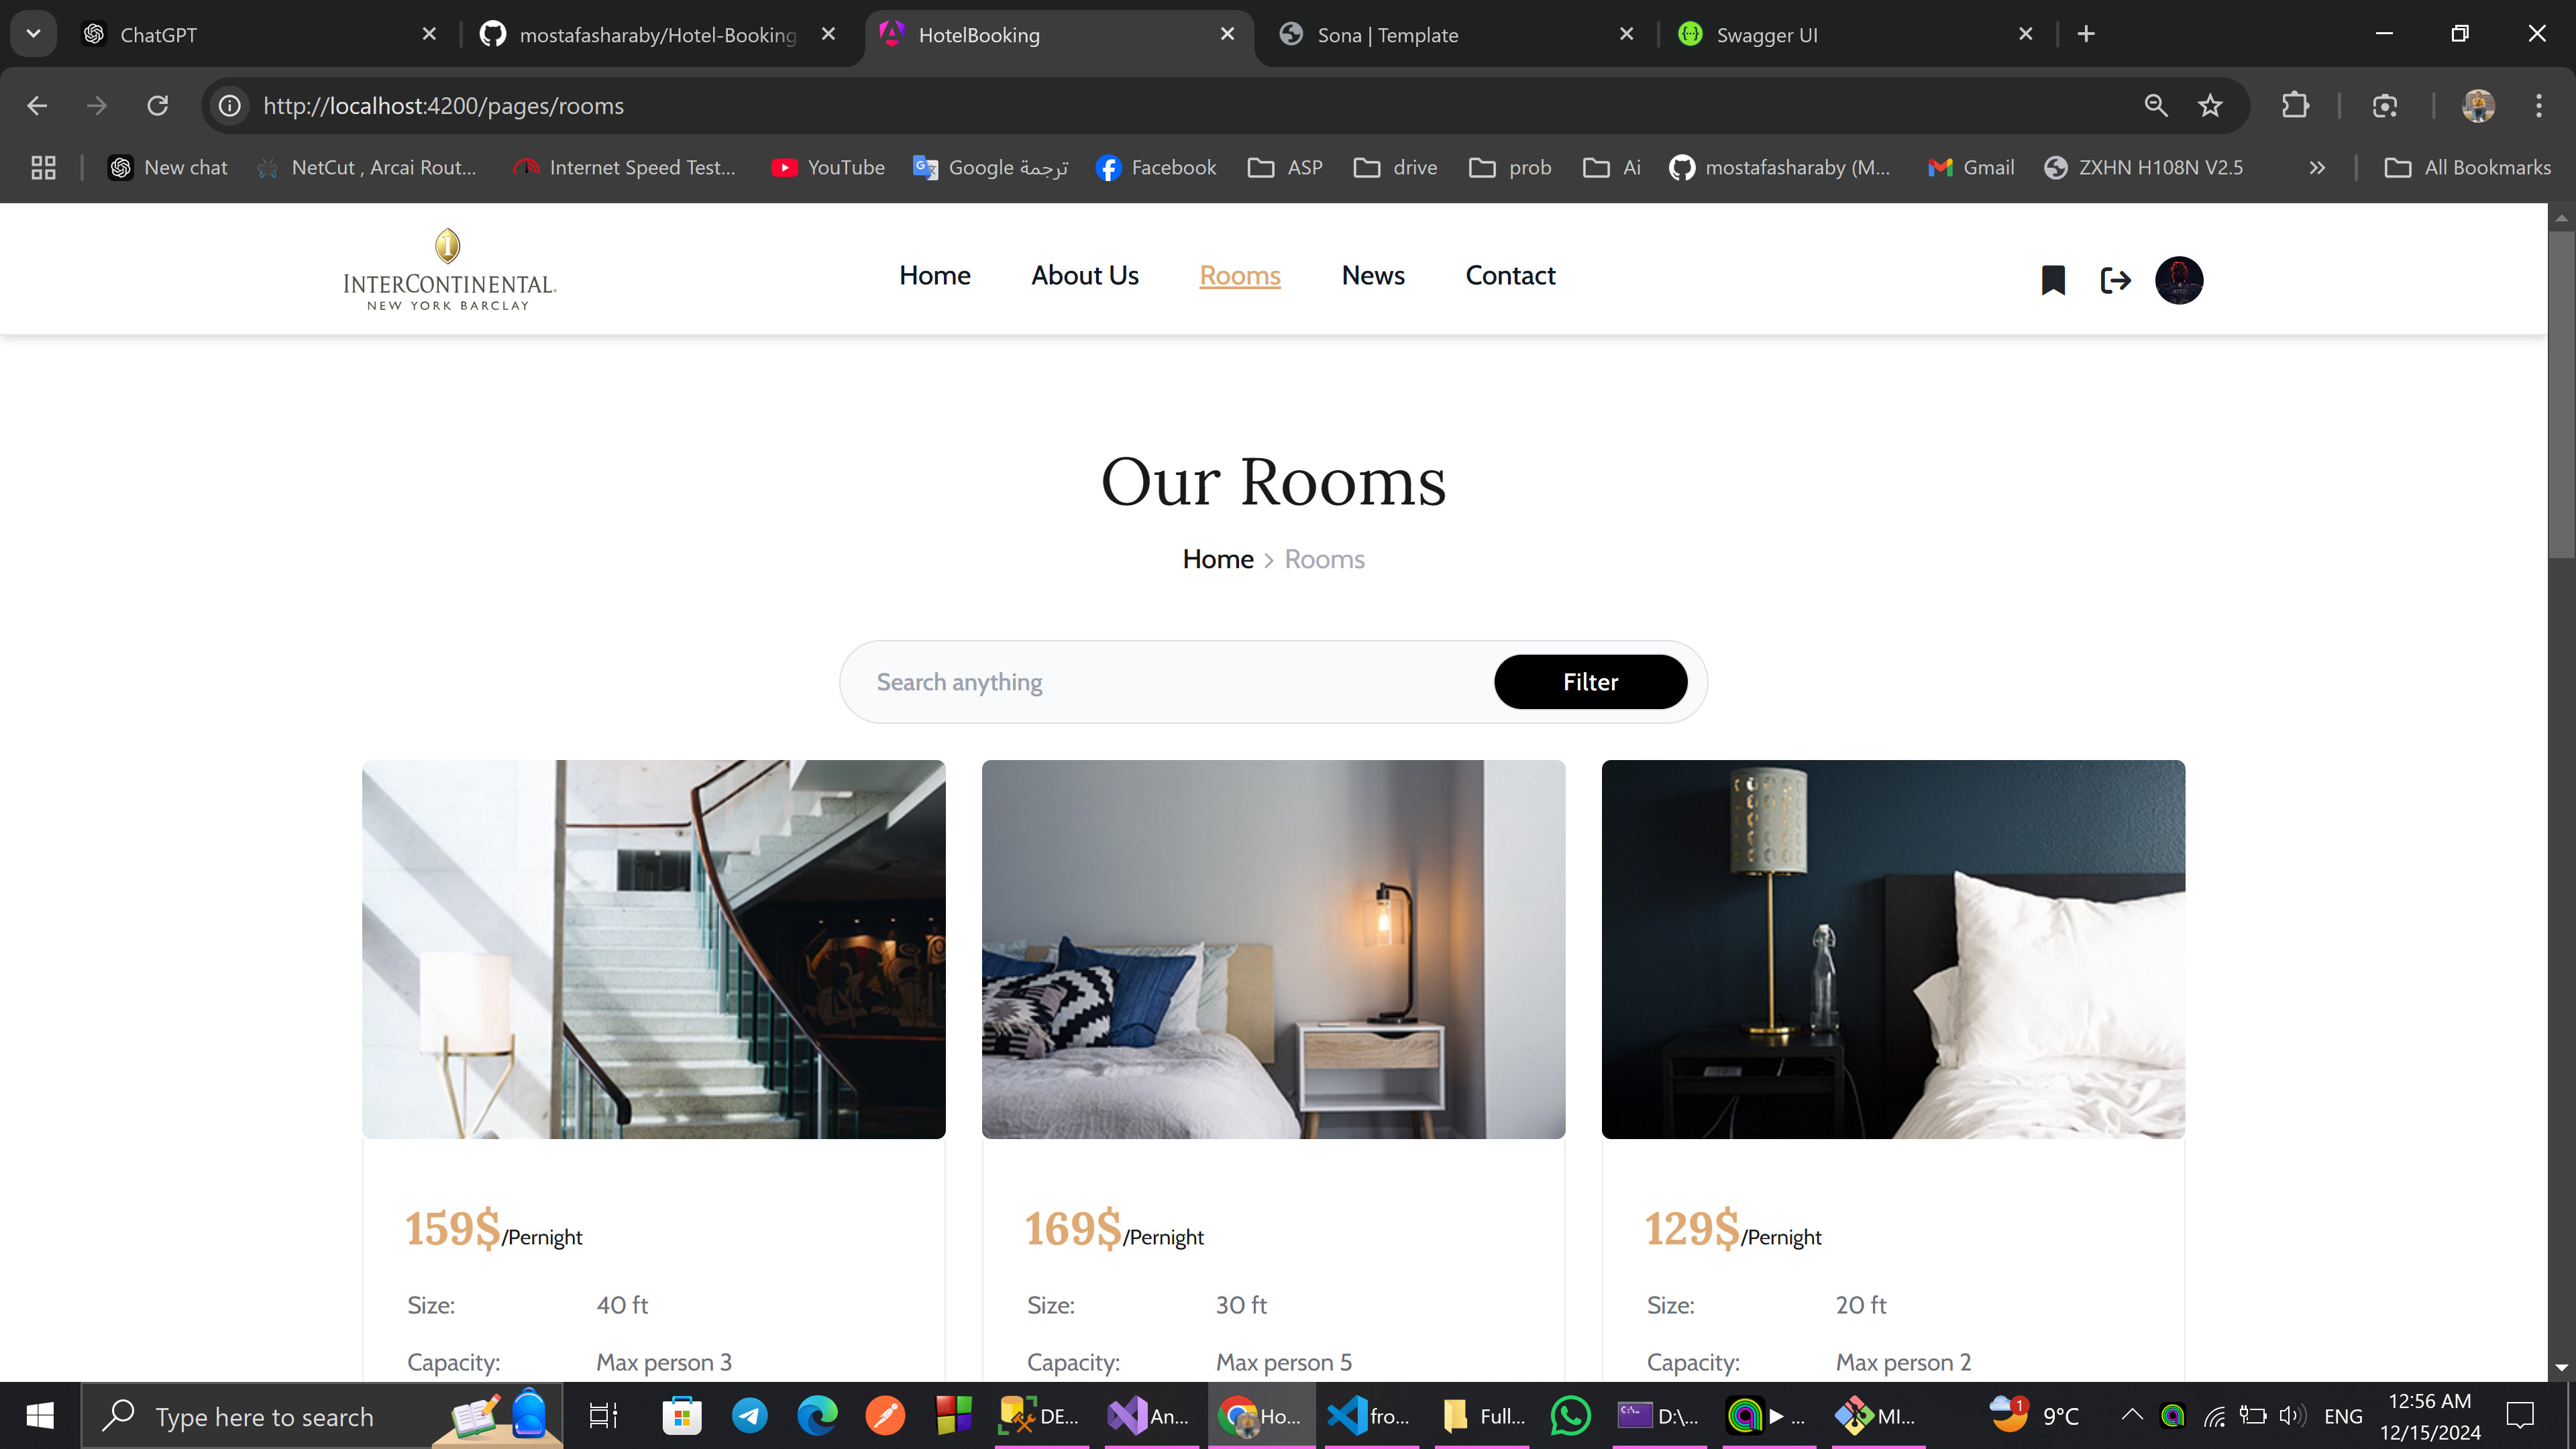 ChatGPT
mostafasharaby/Hotel-Booking
HotelBooking
Sona | Template
Swagger UI
http://localhost:4200/pages/rooms
New chat
NetCut , Arcai Rout...
Internet Speed Test...
YouTube
Google ترجمة
Facebook
ASP
drive
prob
Ai
mostafasharaby (M...
Gmail
ZXHN H108N V2.5
All Bookmarks
INTERCONTINENTAL
NEW YORK BARCLAY
Home
About Us
Rooms
News
Contact
Our Rooms
Home > Rooms
Search anything
Filter
159$/Pernight
Size: 40 ft
Capacity: Max person 3
169$/Pernight
Size: 30 ft
Capacity: Max person 5
129$/Pernight
Size: 20 ft
Capacity: Max person 2
Type here to search
DE...
An...
Ho...
fro...
Full...
D:\...
...
MI...
1
9°C
ENG
12:56 AM
12/15/2024